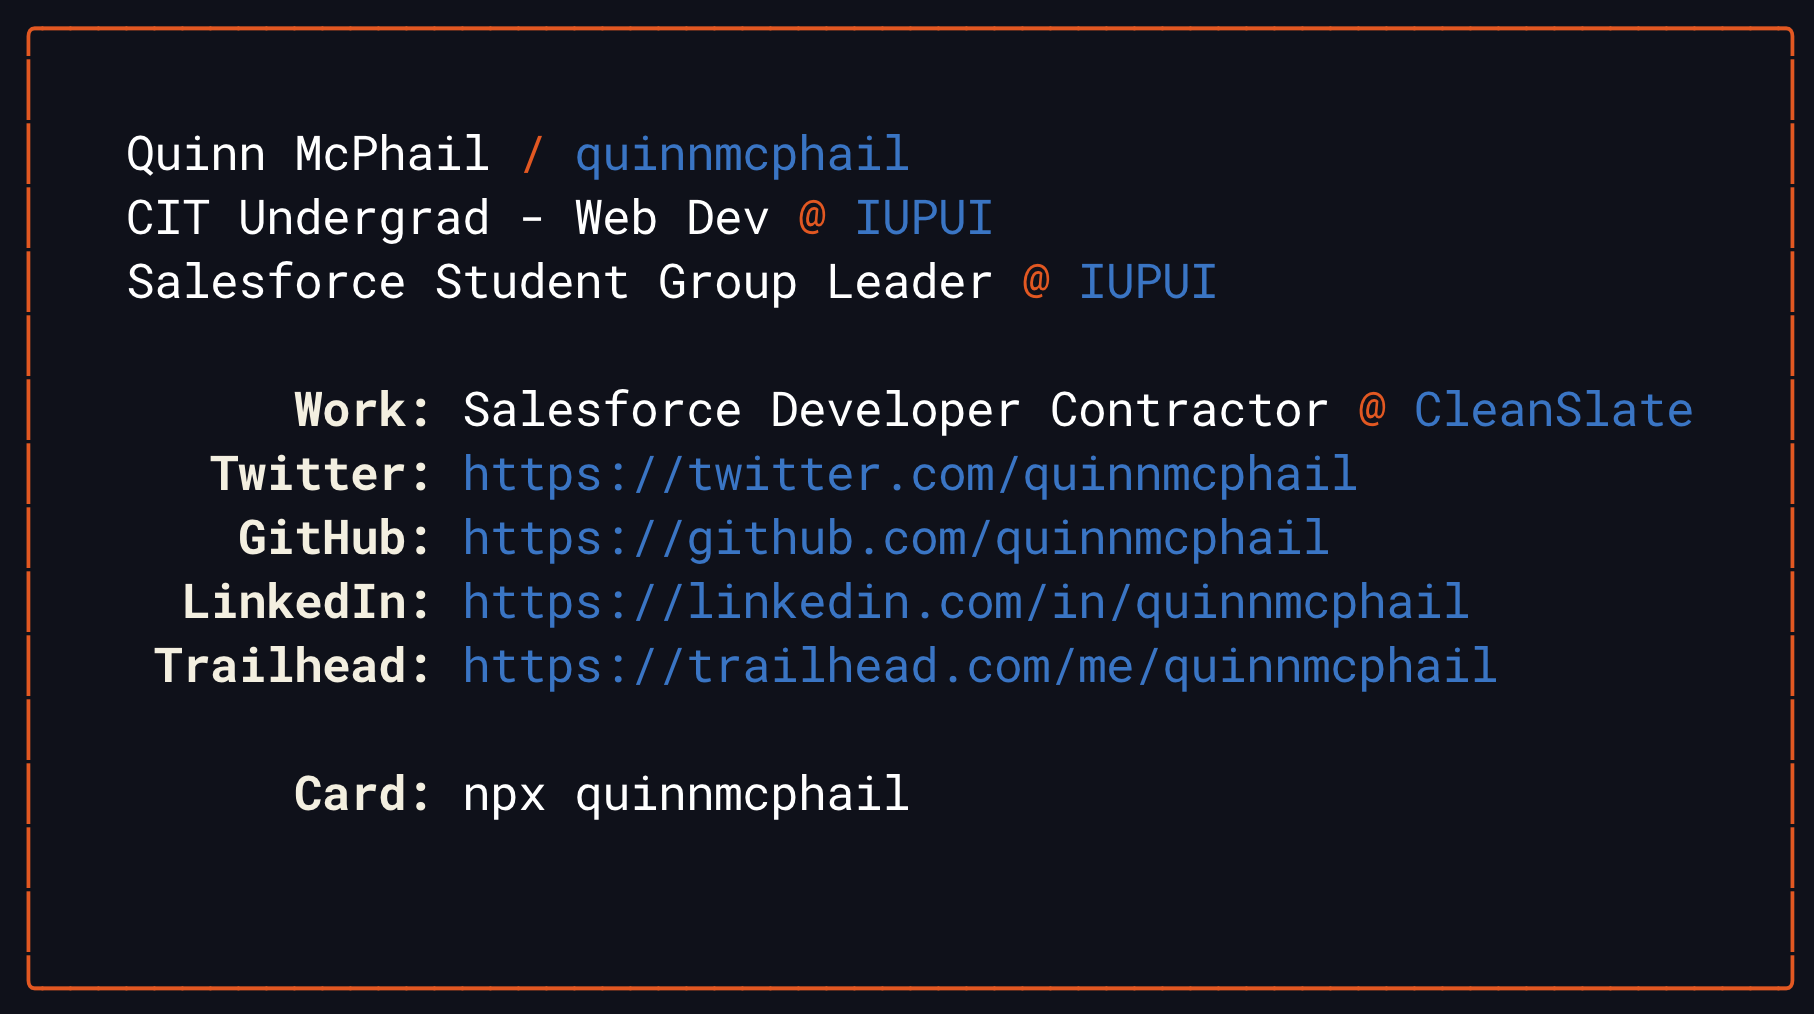 Quinn McPhail / quinnmcphail
CIT Undergrad - Web Dev @ IUPUI
Salesforce Student Group Leader @ IUPUI
Work: Salesforce Developer Contractor @ CleanSlate
Twitter: https://twitter.com/quinnmcphail
GitHub: https://github.com/quinnmcphail
LinkedIn: https://linkedin.com/in/quinnmcphail
Trailhead: https://trailhead.com/me/quinnmcphail
Card: npx quinnmcphail